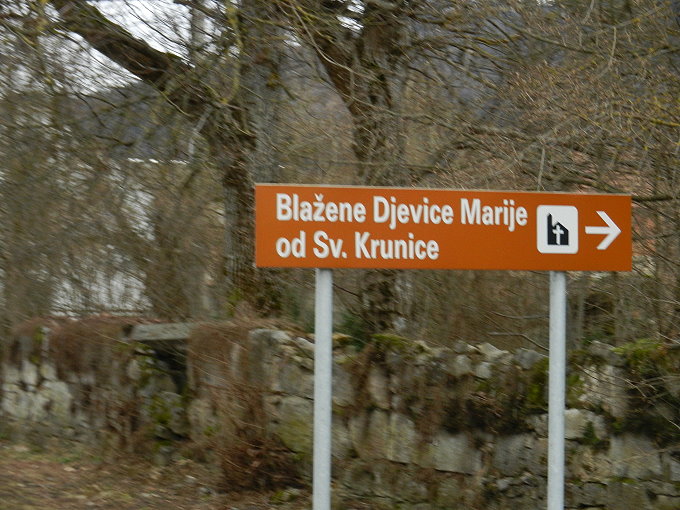 Blažene Djevice Marije
od Sv. Krunice